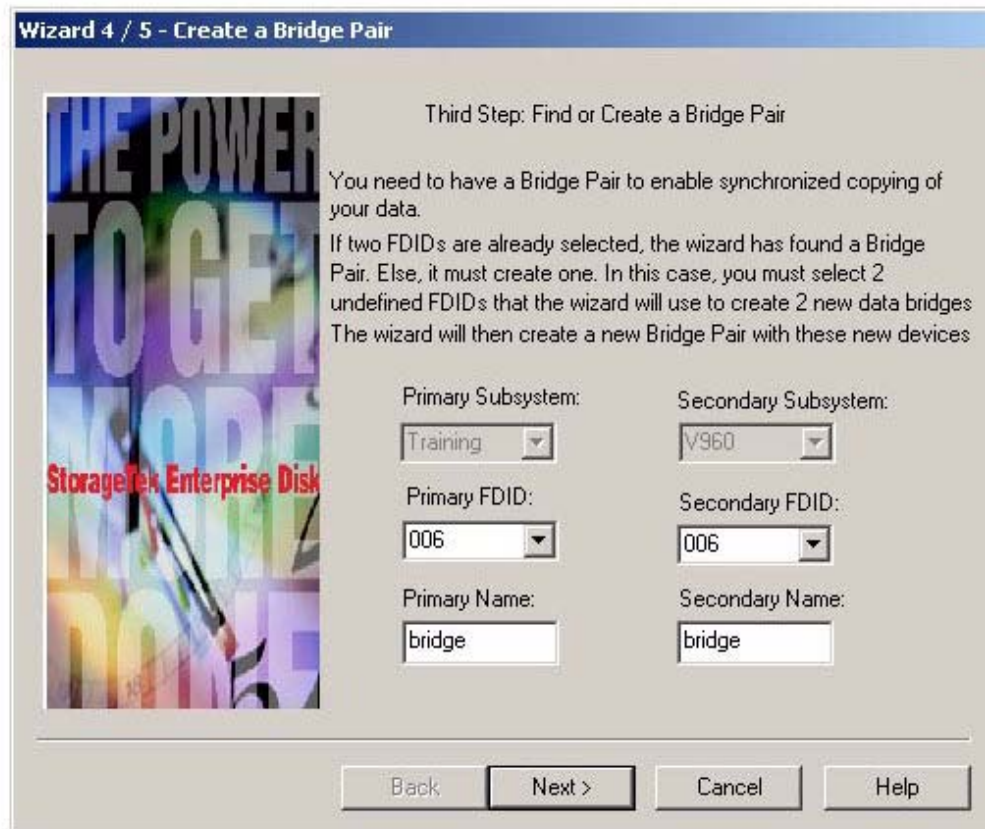 Wizard 4 / 5 - Create a Bridge Pair
THE POWER
TO GET
MORE
DONE
StorageTek Enterprise Disk
Third Step: Find or Create a Bridge Pair
You need to have a Bridge Pair to enable synchronized copying of
your data.
If two FDIDs are already selected, the wizard has found a Bridge
Pair. Else, it must create one. In this case, you must select 2
undefined FDIDs that the wizard will use to create 2 new data bridges
The wizard will then create a new Bridge Pair with these new devices
Primary Subsystem: Secondary Subsystem:
Training V960
Primary FDID: Secondary FDID:
006 006
Primary Name: Secondary Name:
bridge bridge
Back Next > Cancel Help